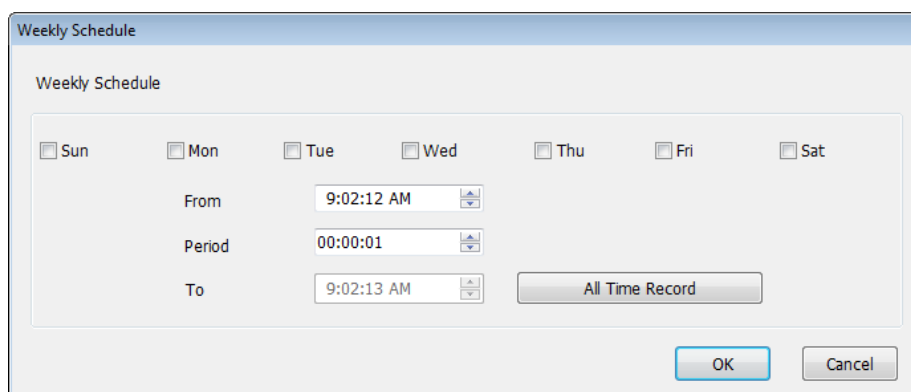 Weekly Schedule
Weekly Schedule
Sun Mon Tue Wed Thu Fri Sat
From 9:02:12 AM
Period 00:00:01
To 9:02:13 AM All Time Record
OK Cancel